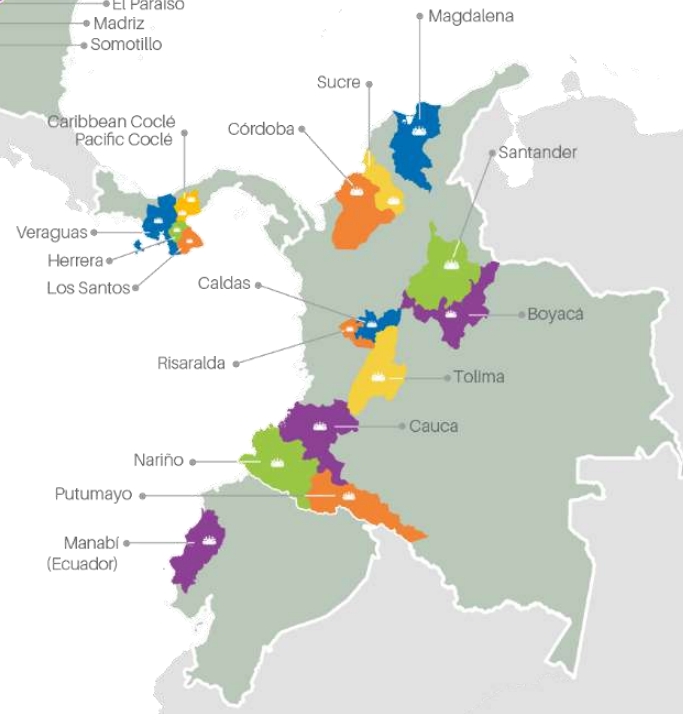 El Paraíso
Madriz
Somotillo
Magdalena
Sucre
Caribbean Coclé
Pacific Coclé
Córdoba
Santander
Veraguas
Herrera
Los Santos
Caldas
Boyacá
Risaralda
Tolima
Cauca
Nariño
Putumayo
Manabí
(Ecuador)